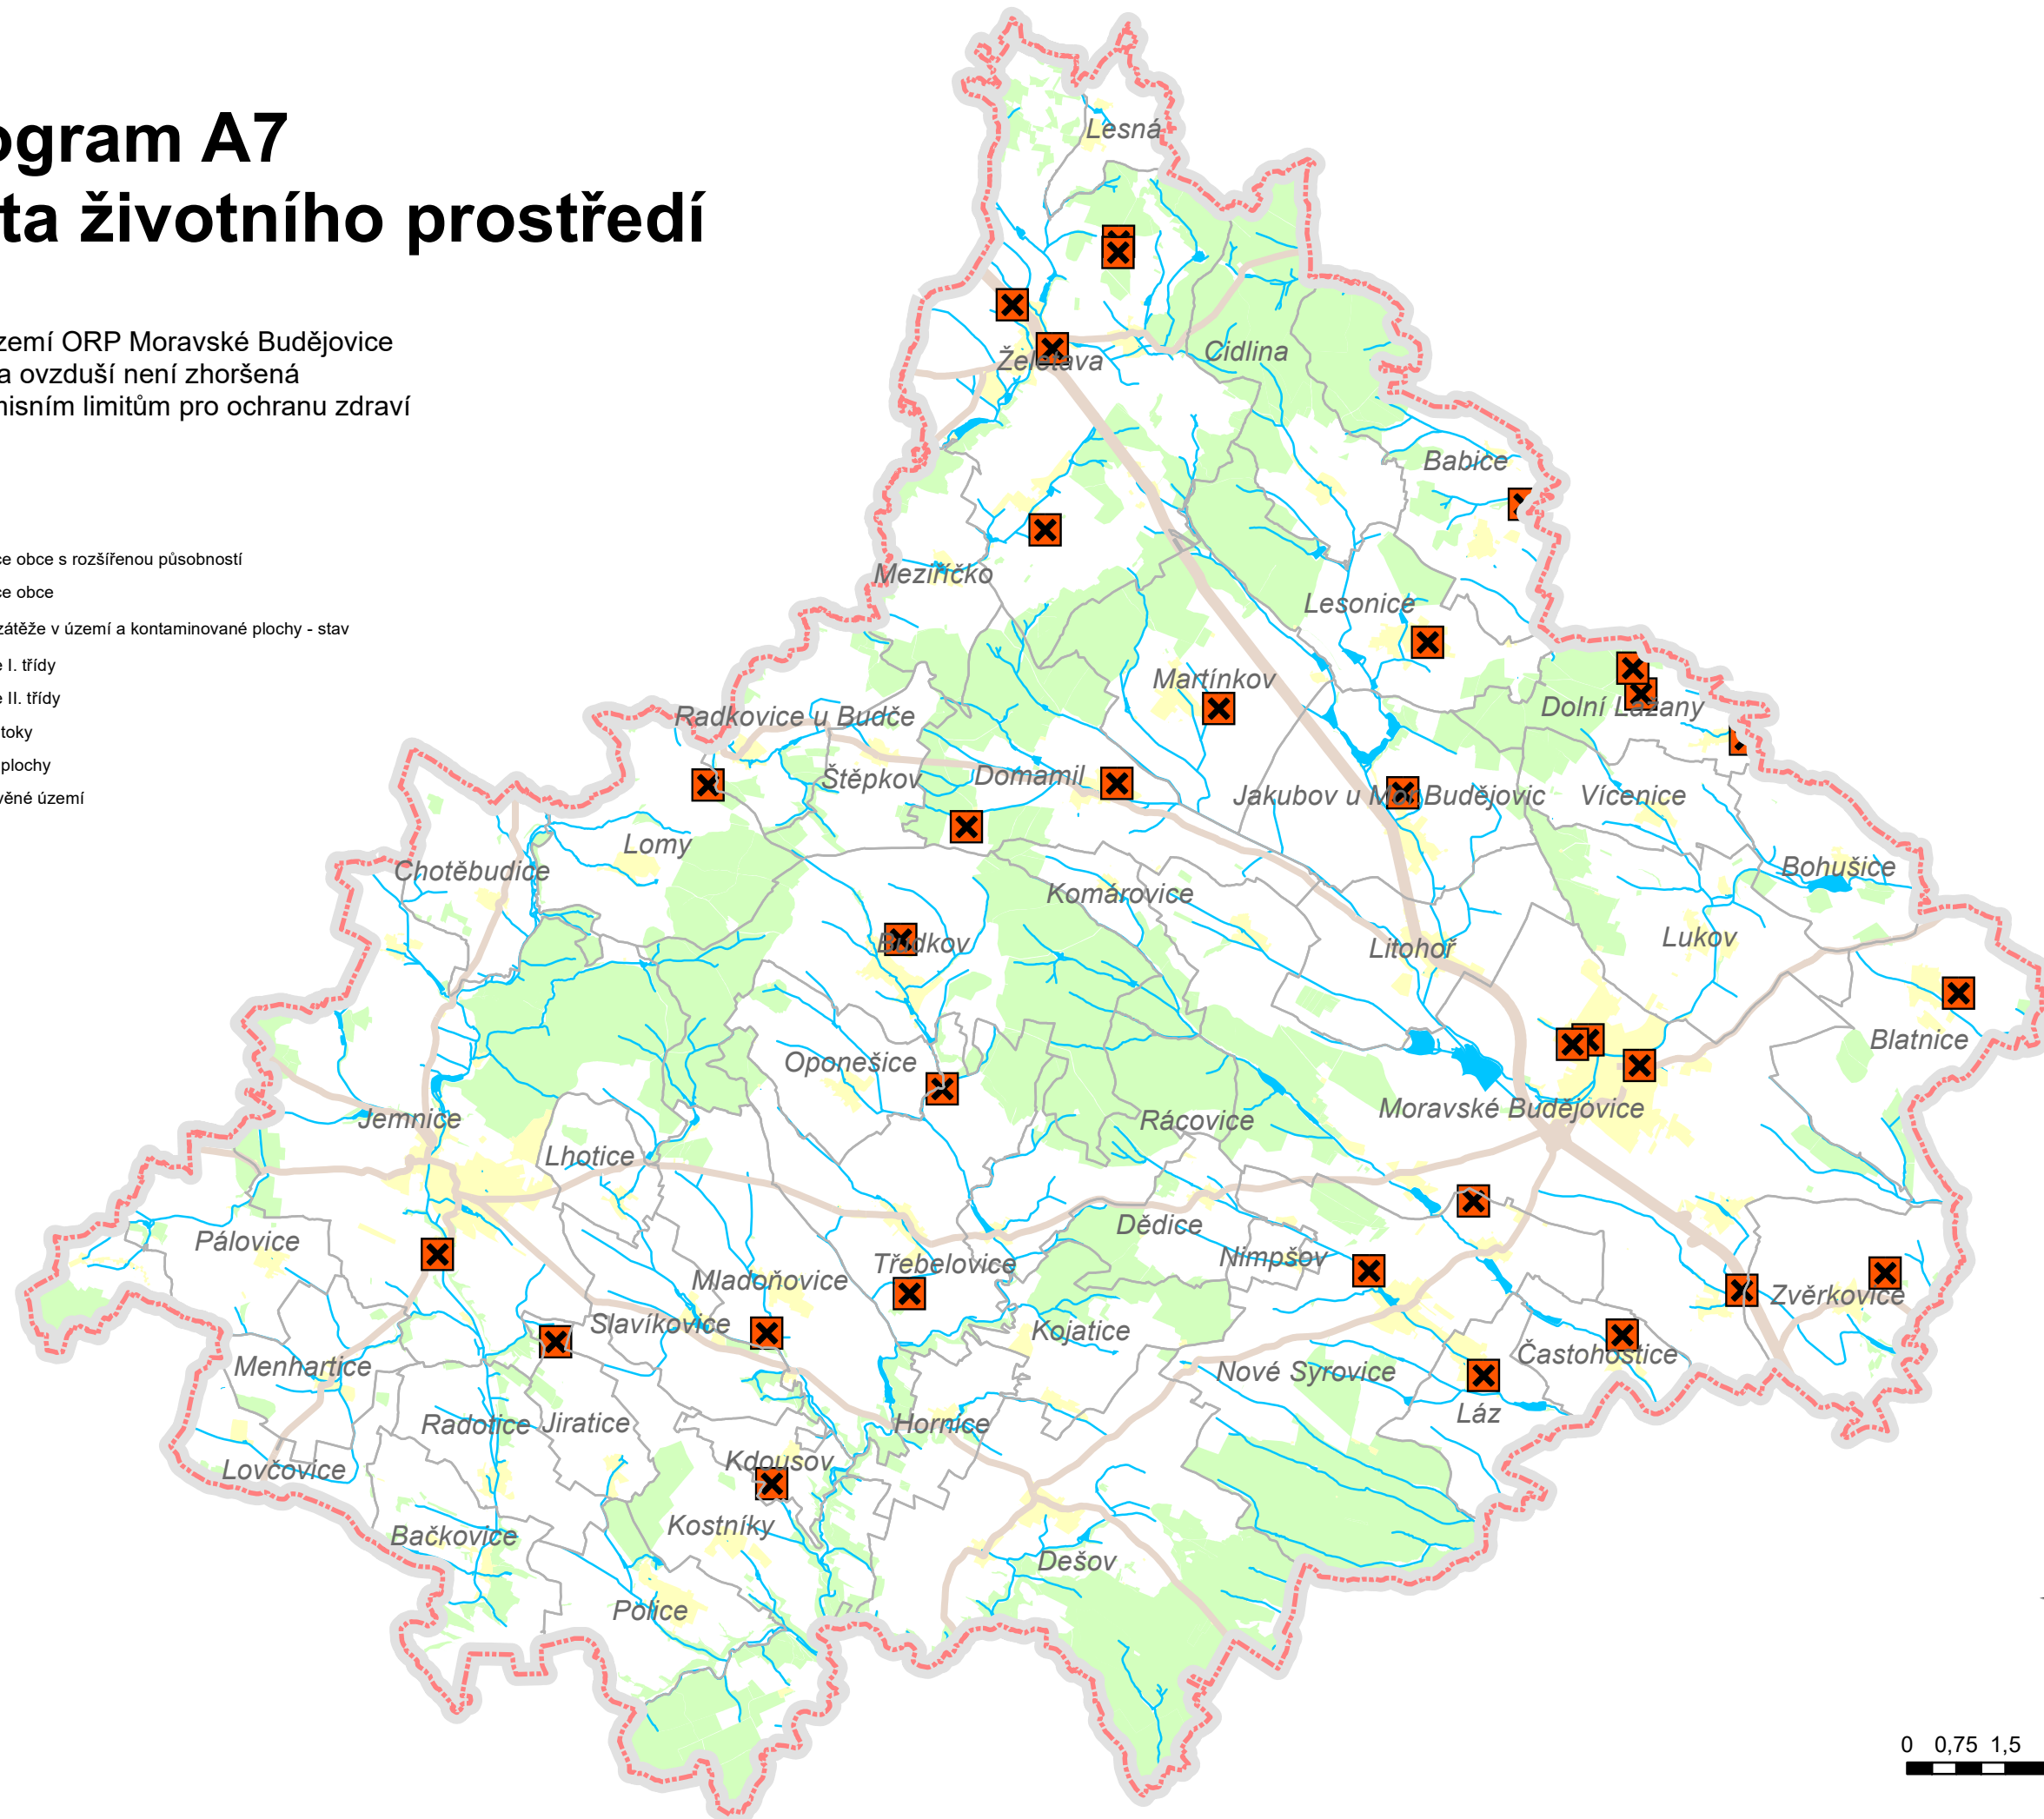 ogram A7
ta životního prostředí
zemí ORP Moravské Budějovice
a ovzduší není zhoršená
nisním limitům pro ochranu zdraví
ce obce s rozšířenou působností
ce obce
zátěže v území a kontaminované plochy - stav
e I. třídy
e II. třídy
toky
plochy
věné území
Lesná
Želetava
Cidlina
Babice
Meziříčko
Lesonice
Martínkov
Dolní Lažany
Radkovice u Budče
Štěpkov
Domamil
Jakubov u Mor. Budějovic
Vícenice
Lomy
Chotěbudice
Bohušice
Komárovice
Budkov
Litohoř
Lukov
Blatnice
Oponešice
Jemnice
Rácovice
Moravské Budějovice
Lhotice
Pálovice
Dědice
Nimpšov
Třebelovice
Mladoňovice
Zvěrkovice
Slavíkovice
Kojatice
Častohostice
Menhartice
Nové Syrovice
Láz
Radotice
Jiratice
Hornice
Kdousov
Lovčovice
Kostníky
Bačkovice
Dešov
Police
0 0,75 1,5